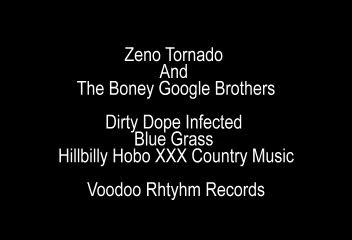 Zeno Tornado
And
The Boney Google Brothers
Dirty Dope Infected
Blue Grass
Hillbilly Hobo XXX Country Music
Voodoo Rhtyhm Records